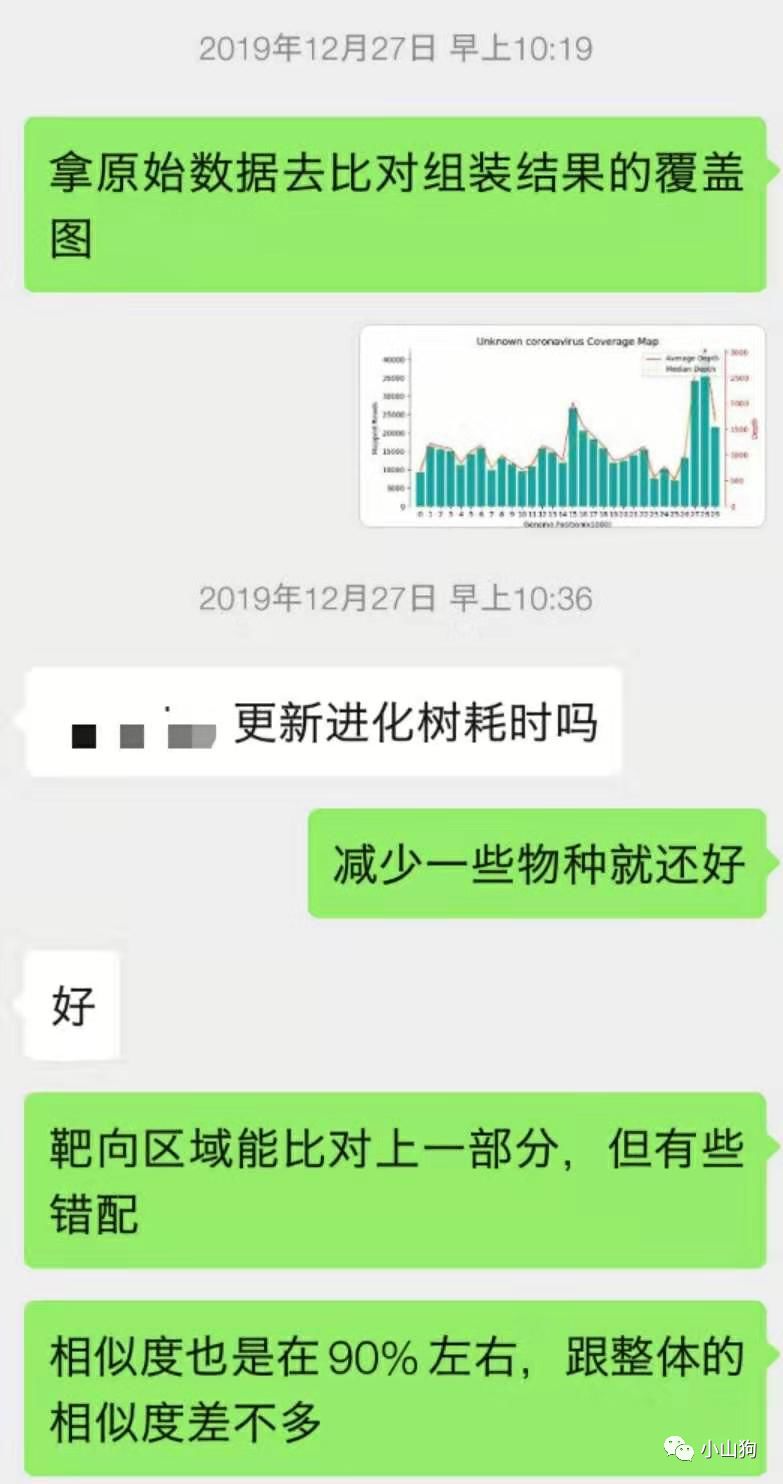 2019年12月27日 早上10:19
拿原始数据去比对组装结果的覆盖
图
Unknown coronavirus Coverage Map
Average Depth
Median Depth
40000
35000
30000
25000
20000
15000
10000
5000
0
3000
2500
2000
1500
1000
500
0
Mapped Reads
Depth
0 1 2 3 4 5 6 7 8 9 10 11 12 13 14 15 16 17 18 19 20 21 22 23 24 25 26 27 28 29
2019年12月27日 早上10:36
更新进化树耗时吗
减少一些物种就还好
好
靶向区域能比对上一部分，但有些
错配
相似度也是在90%左右，跟整体的
相似度差不多
小山狗